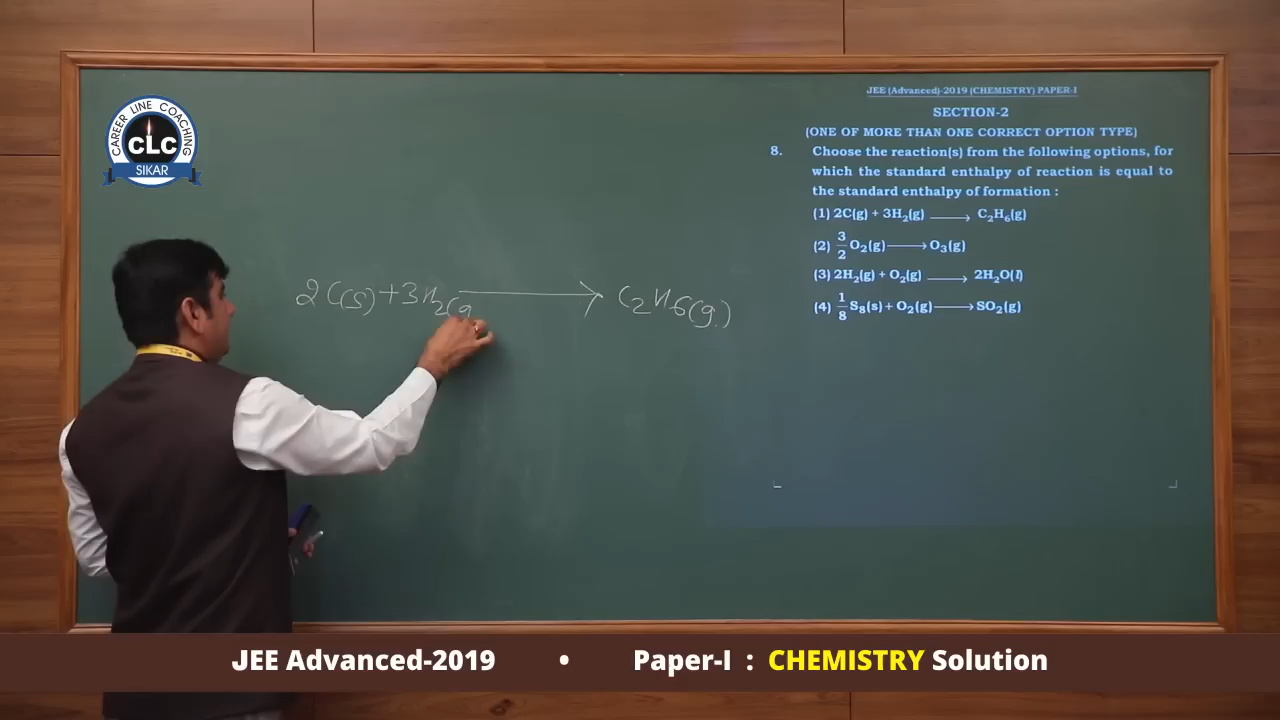 CAREER LINE COACHING
CLC
SIKAR
JEE (Advanced)-2019 (CHEMISTRY) PAPER-I
SECTION-2
(ONE OF MORE THAN ONE CORRECT OPTION TYPE)
8. Choose the reaction(s) from the following options, for
which the standard enthalpy of reaction is equal to
the standard enthalpy of formation :
(1) 2C(g) + 3H₂(g) ⟶ C₂H₆(g)
(2) 3/2 O₂(g) ⟶ O₃(g)
(3) 2H₂(g) + O₂(g) ⟶ 2H₂O(l)
(4) 1/8 S₈(s) + O₂(g) ⟶ SO₂(g)
2C(s) + 3H₂(g ⟶ C₂H₆(g)
JEE Advanced-2019 • Paper-I : CHEMISTRY Solution